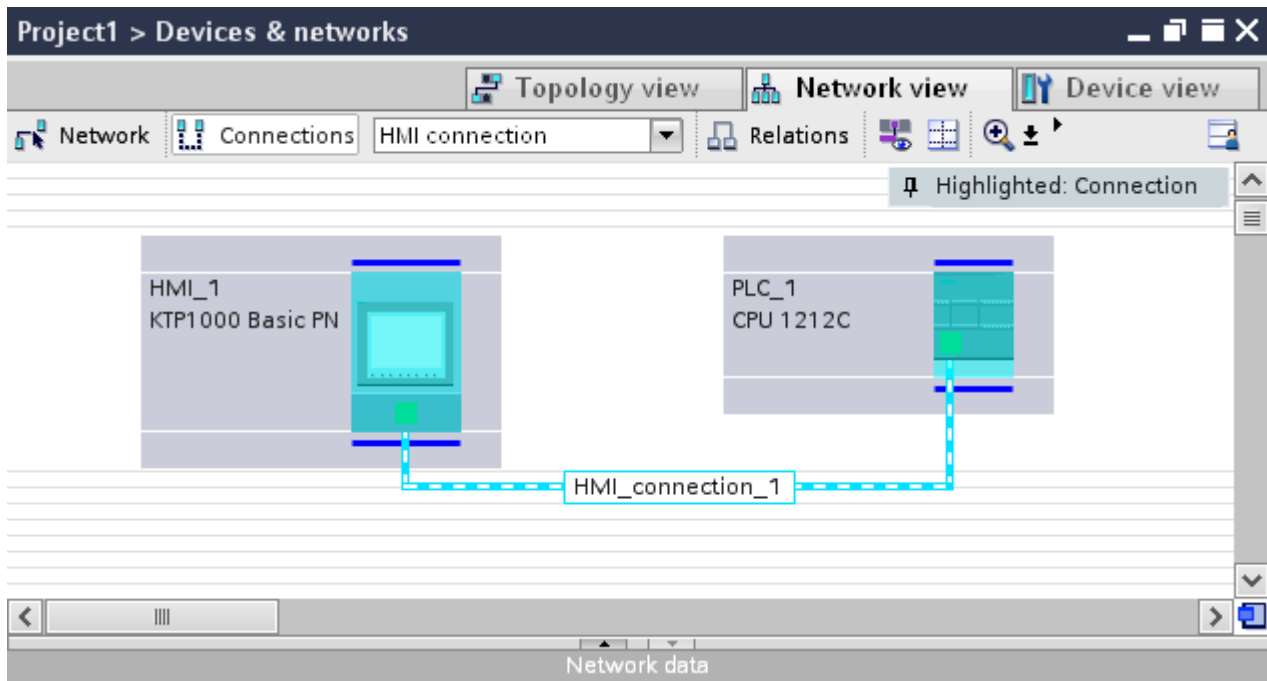 Project1 > Devices & networks
Topology view
Network view
Device view
Network
Connections
HMI connection
Relations
Highlighted: Connection
HMI_1
KTP1000 Basic PN
PLC_1
CPU 1212C
HMI_connection_1
Network data